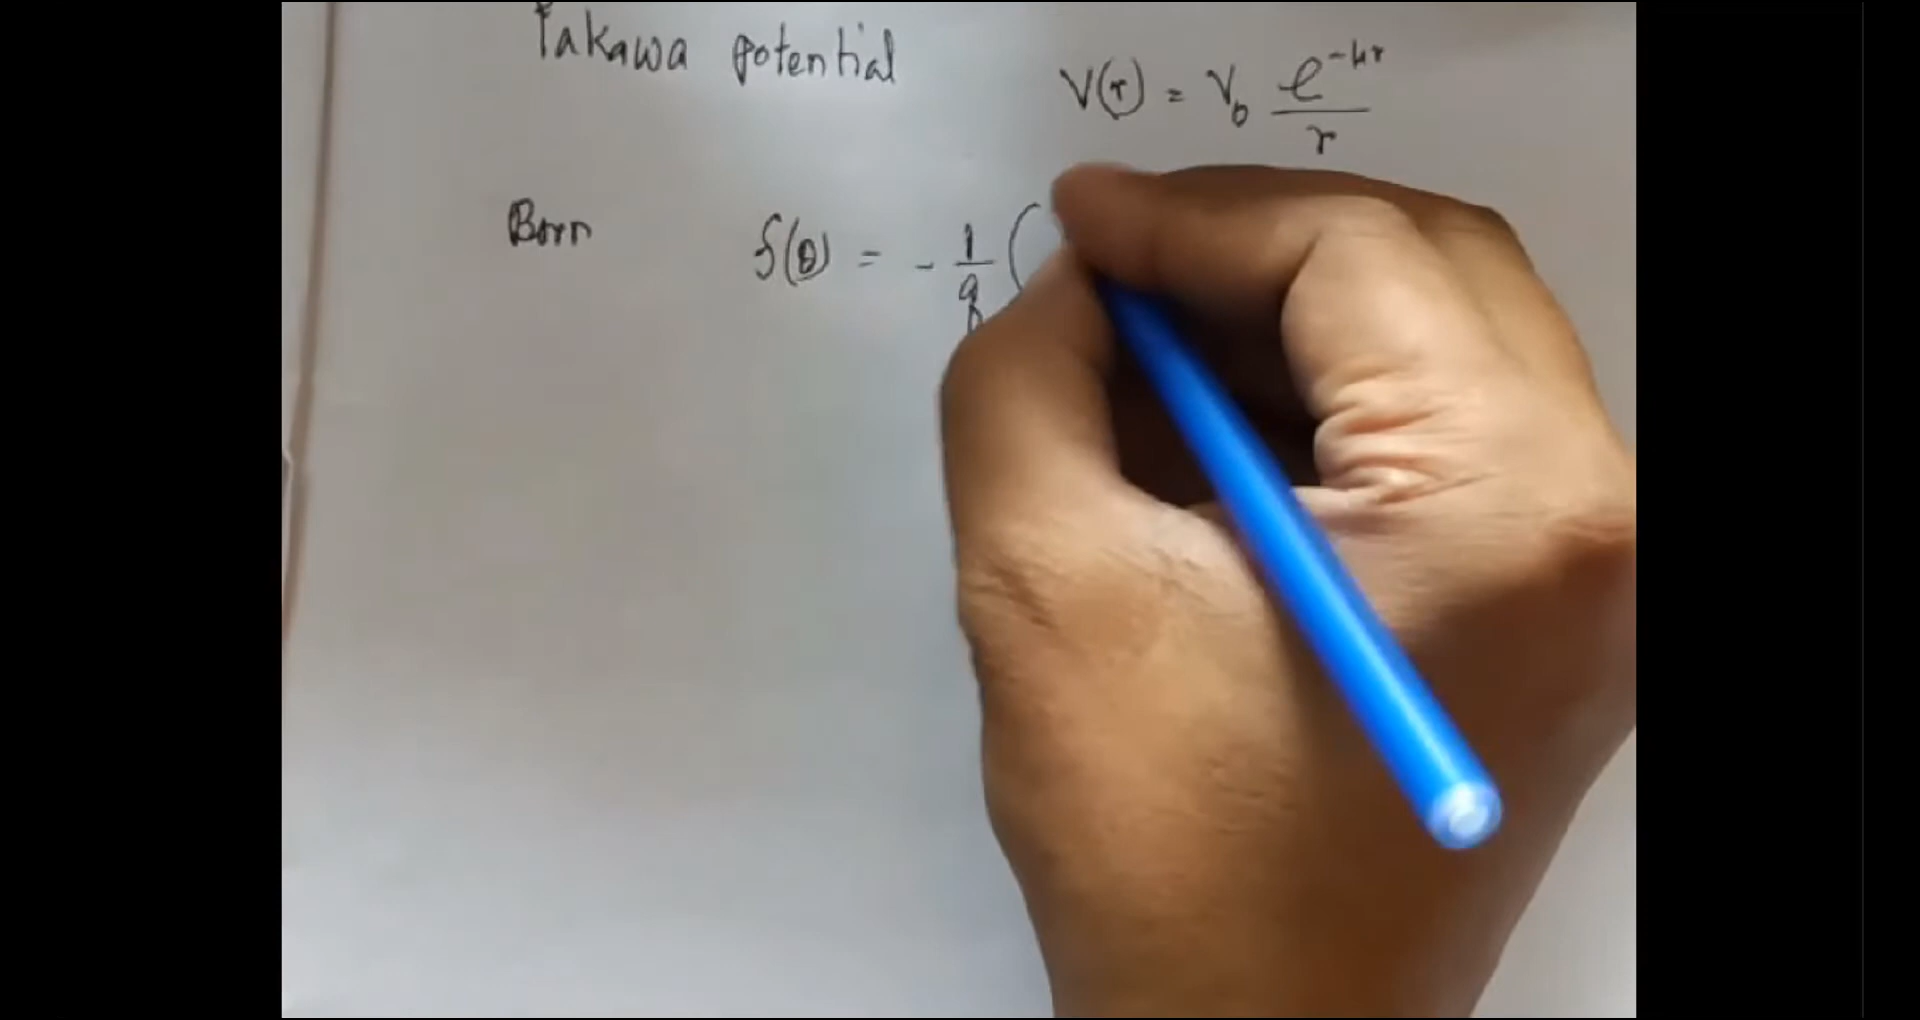 Yakawa potential V(r) = V₀ e^{-μr} / r
Born f(θ) = - 1/q (